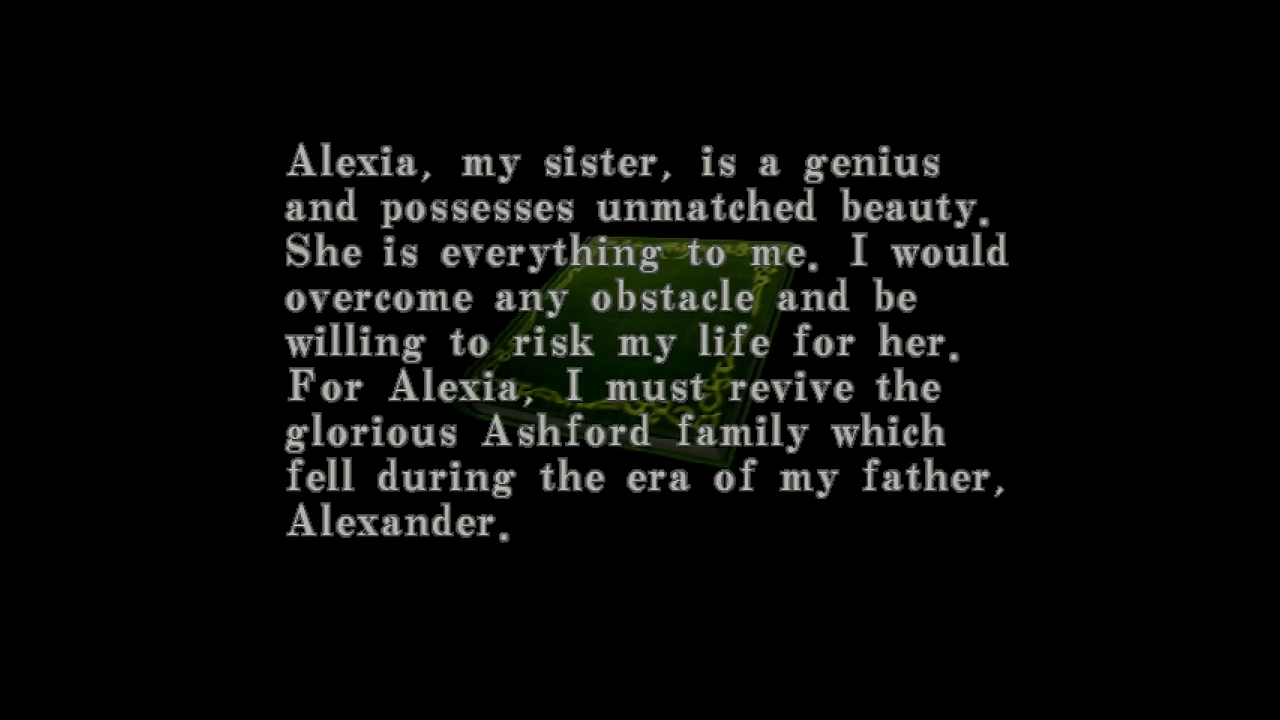 Alexia, my sister, is a genius
and possesses unmatched beauty.
She is everything to me. I would
overcome any obstacle and be
willing to risk my life for her.
For Alexia, I must revive the
glorious Ashford family which
fell during the era of my father,
Alexander.